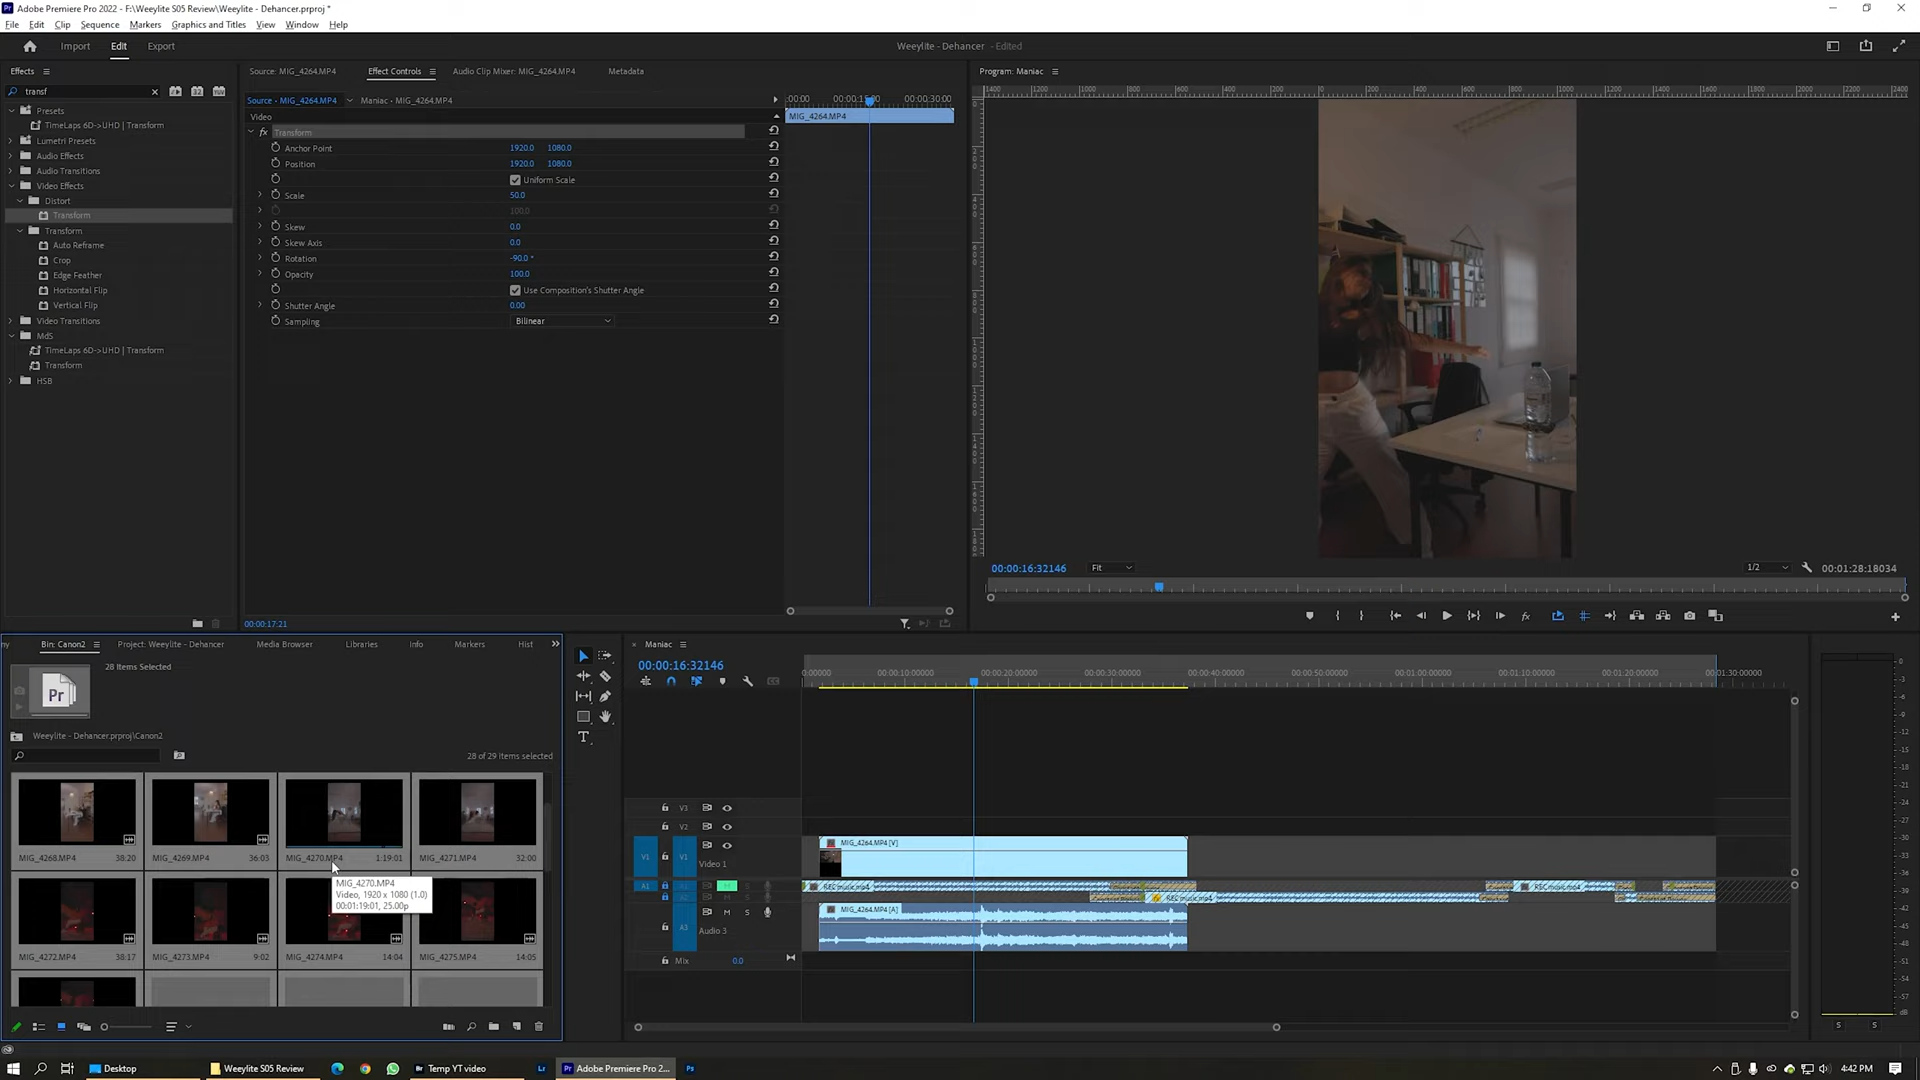 Adobe Premiere Pro 2022 - F:\Weeylite S05 Review\Weeylite - Dehancer.prproj *
File Edit Clip Sequence Markers Graphics and Titles View Window Help
Import Edit Export
Weeylite - Dehancer - Edited
Effects
transf
Presets
TimeLaps 6D->UHD | Transform
Lumetri Presets
Audio Effects
Audio Transitions
Video Effects
Distort
Transform
Transform
Auto Reframe
Crop
Edge Feather
Horizontal Flip
Vertical Flip
Video Transitions
MdS
TimeLaps 6D->UHD | Transform
Transform
HSB
Source: MIG_4264.MP4 Effect Controls Audio Clip Mixer: MIG_4264.MP4 Metadata
Source · MIG_4264.MP4 Maniac · MIG_4264.MP4
Video
fx Transform
Anchor Point 1920.0 1080.0
Position 1920.0 1080.0
Uniform Scale
Scale 50.0
100.0
Skew 0.0
Skew Axis 0.0
Rotation -90.0 °
Opacity 100.0
Use Composition's Shutter Angle
Shutter Angle 0.00
Sampling Bilinear
00:00:30:00
MIG_4264.MP4
00:00:17:21
Program: Maniac
00:00:16:32146 Fit 1/2 00:01:28:18034
Bin: Canon2 Project: Weeylite - Dehancer Media Browser Libraries Info Markers Hist
28 Items Selected
Weeylite - Dehancer.prproj\Canon2
28 of 29 items selected
MIG_4268.MP4 38:20
MIG_4269.MP4 36:03
MIG_4270.MP4 1:19:01
MIG_4271.MP4 32:00
MIG_4270.MP4
Video, 1920 x 1080 (1.0)
00:01:19:01, 25.00p
MIG_4272.MP4 38:17
MIG_4273.MP4 9:02
MIG_4274.MP4 14:04
MIG_4275.MP4 14:05
Maniac
00:00:16:32146
00:00:10:00000 00:00:20:00000 00:00:30:00000 00:00:40:00000 00:00:50:00000 00:01:00:00000 00:01:10:00000 00:01:20:00000 00:01:30:00000
V3
V2
V1 V1 Video 1
MIG_4264.MP4 [V]
A1
REC music.mp4
REC music.mp4
REC music.mp4
A3 Audio 3
M S
MIG_4264.MP4 [A]
Mix 0.0
S S
Desktop Weeylite S05 Review Temp YT video Adobe Premiere Pro 2... 4:42 PM